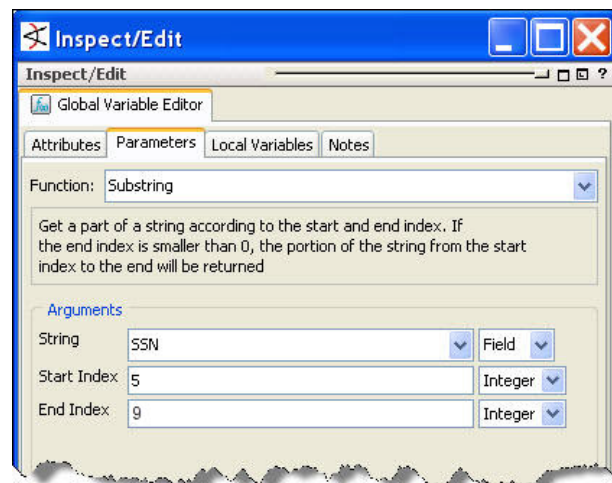 Inspect/Edit
Inspect/Edit ?
Global Variable Editor
Attributes Parameters Local Variables Notes
Function: Substring
Get a part of a string according to the start and end index. If
the end index is smaller than 0, the portion of the string from the start
index to the end will be returned
Arguments
String SSN Field
Start Index 5 Integer
End Index 9 Integer